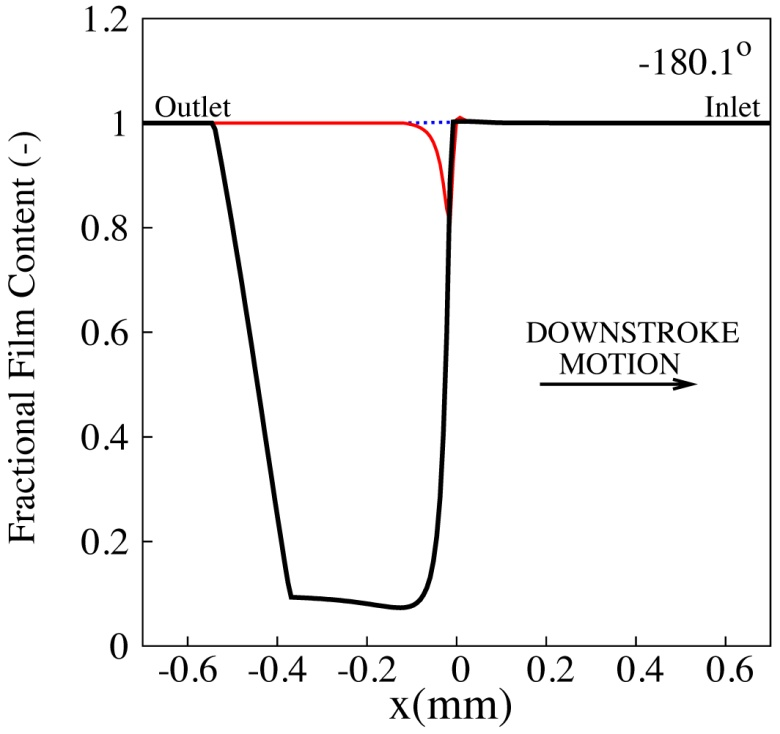 1.2
-180.1°
Outlet
Inlet
1
0.8
0.6
0.4
0.2
0
Fractional Film Content (-)
DOWNSTROKE
MOTION
-0.6 -0.4 -0.2 0 0.2 0.4 0.6
x(mm)